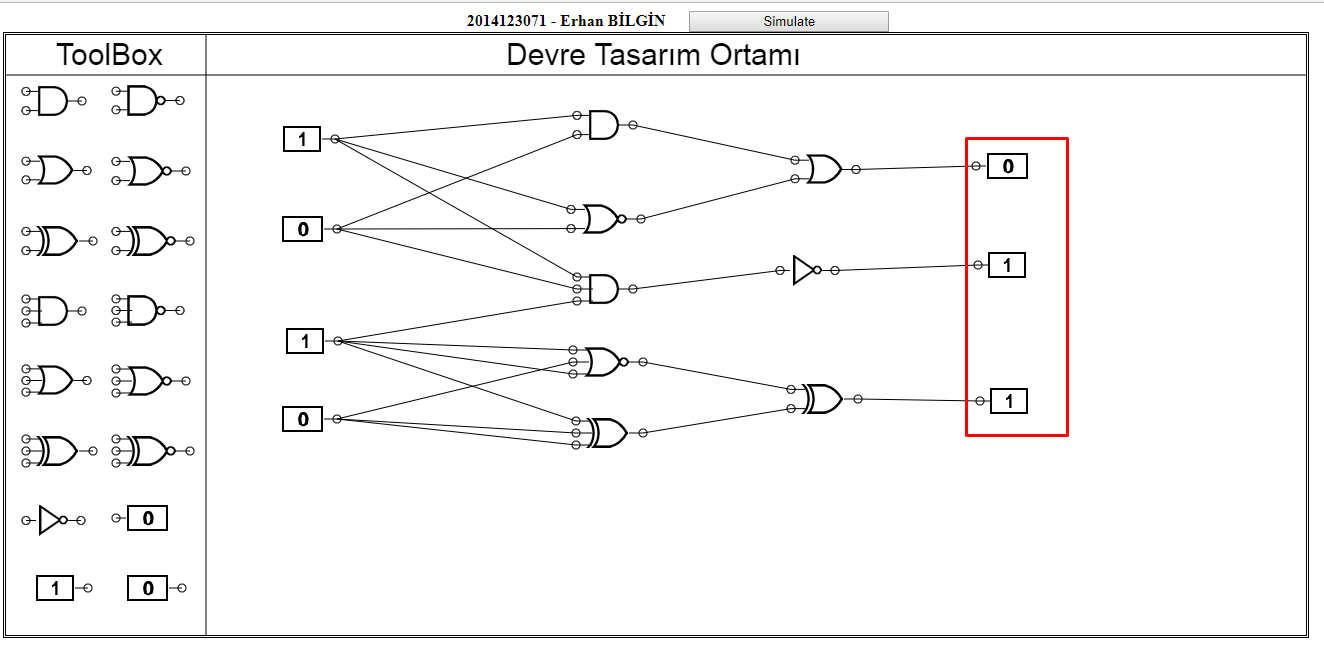 2014123071 - Erhan BİLGİN
Simulate
ToolBox
Devre Tasarım Ortamı
0
1 0
1
0
1
0
0
1
1